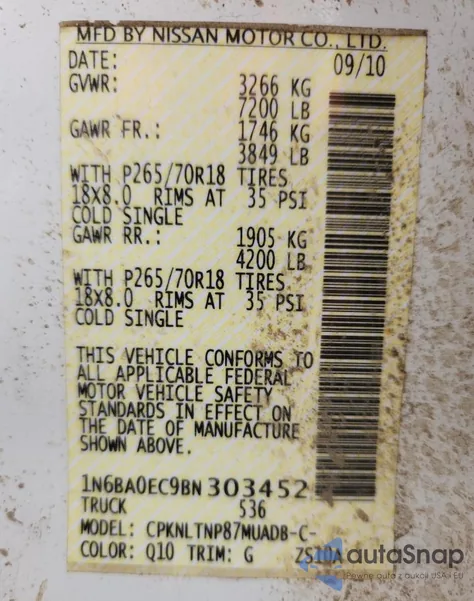 MFD BY NISSAN MOTOR CO., LTD.
DATE: 09/10
GVWR: 3266 KG
7200 LB
GAWR FR.: 1746 KG
3849 LB
WITH P265/70R18 TIRES
18X8.0 RIMS AT 35 PSI
COLD SINGLE
GAWR RR.: 1905 KG
4200 LB
WITH P265/70R18 TIRES
18X8.0 RIMS AT 35 PSI
COLD SINGLE
THIS VEHICLE CONFORMS TO
ALL APPLICABLE FEDERAL
MOTOR VEHICLE SAFETY
STANDARDS IN EFFECT ON
THE DATE OF MANUFACTURE
SHOWN ABOVE.
1N6BA0EC9BN303452
TRUCK 536
MODEL: CPKNLTNP87MUADB-C-
COLOR: Q10 TRIM: G ZS10A
autoSnap